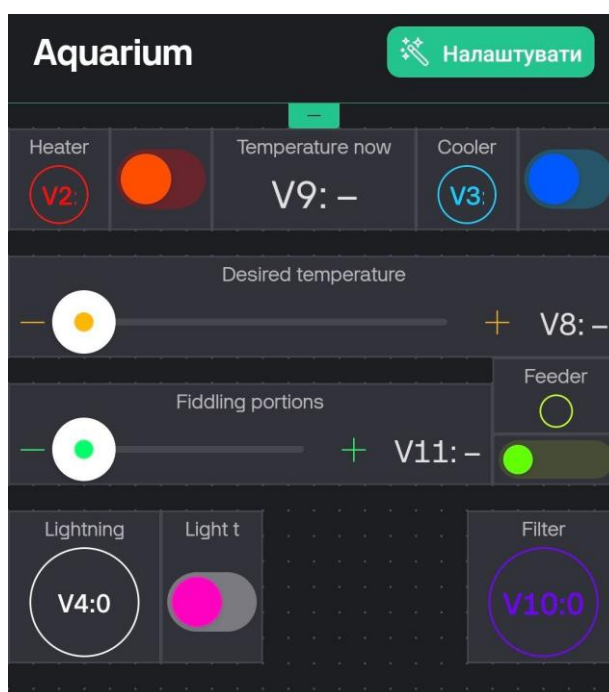 Aquarium
Налаштувати
Heater
Temperature now
Cooler
V2:
V9: –
V3:
Desired temperature
V8: –
Fiddling portions
V11: –
Feeder
Lightning
Light t
Filter
V4:0
V10:0